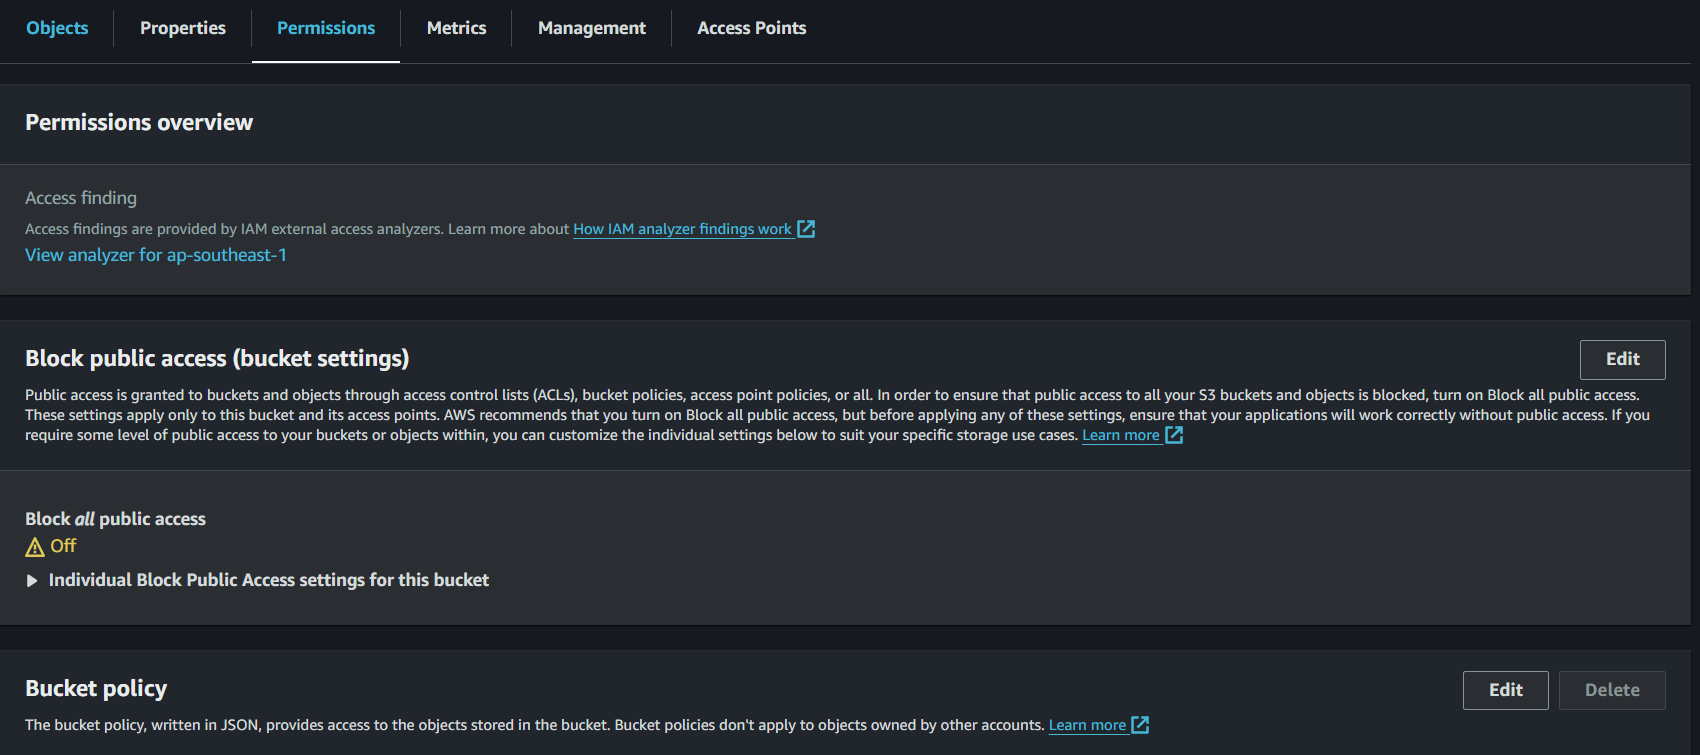 Objects Properties Permissions Metrics Management Access Points
Permissions overview
Access finding
Access findings are provided by IAM external access analyzers. Learn more about How IAM analyzer findings work
View analyzer for ap-southeast-1
Block public access (bucket settings)
Edit
Public access is granted to buckets and objects through access control lists (ACLs), bucket policies, access point policies, or all. In order to ensure that public access to all your S3 buckets and objects is blocked, turn on Block all public access.
These settings apply only to this bucket and its access points. AWS recommends that you turn on Block all public access, but before applying any of these settings, ensure that your applications will work correctly without public access. If you
require some level of public access to your buckets or objects within, you can customize the individual settings below to suit your specific storage use cases. Learn more
Block all public access
Off
Individual Block Public Access settings for this bucket
Bucket policy
Edit Delete
The bucket policy, written in JSON, provides access to the objects stored in the bucket. Bucket policies don't apply to objects owned by other accounts. Learn more